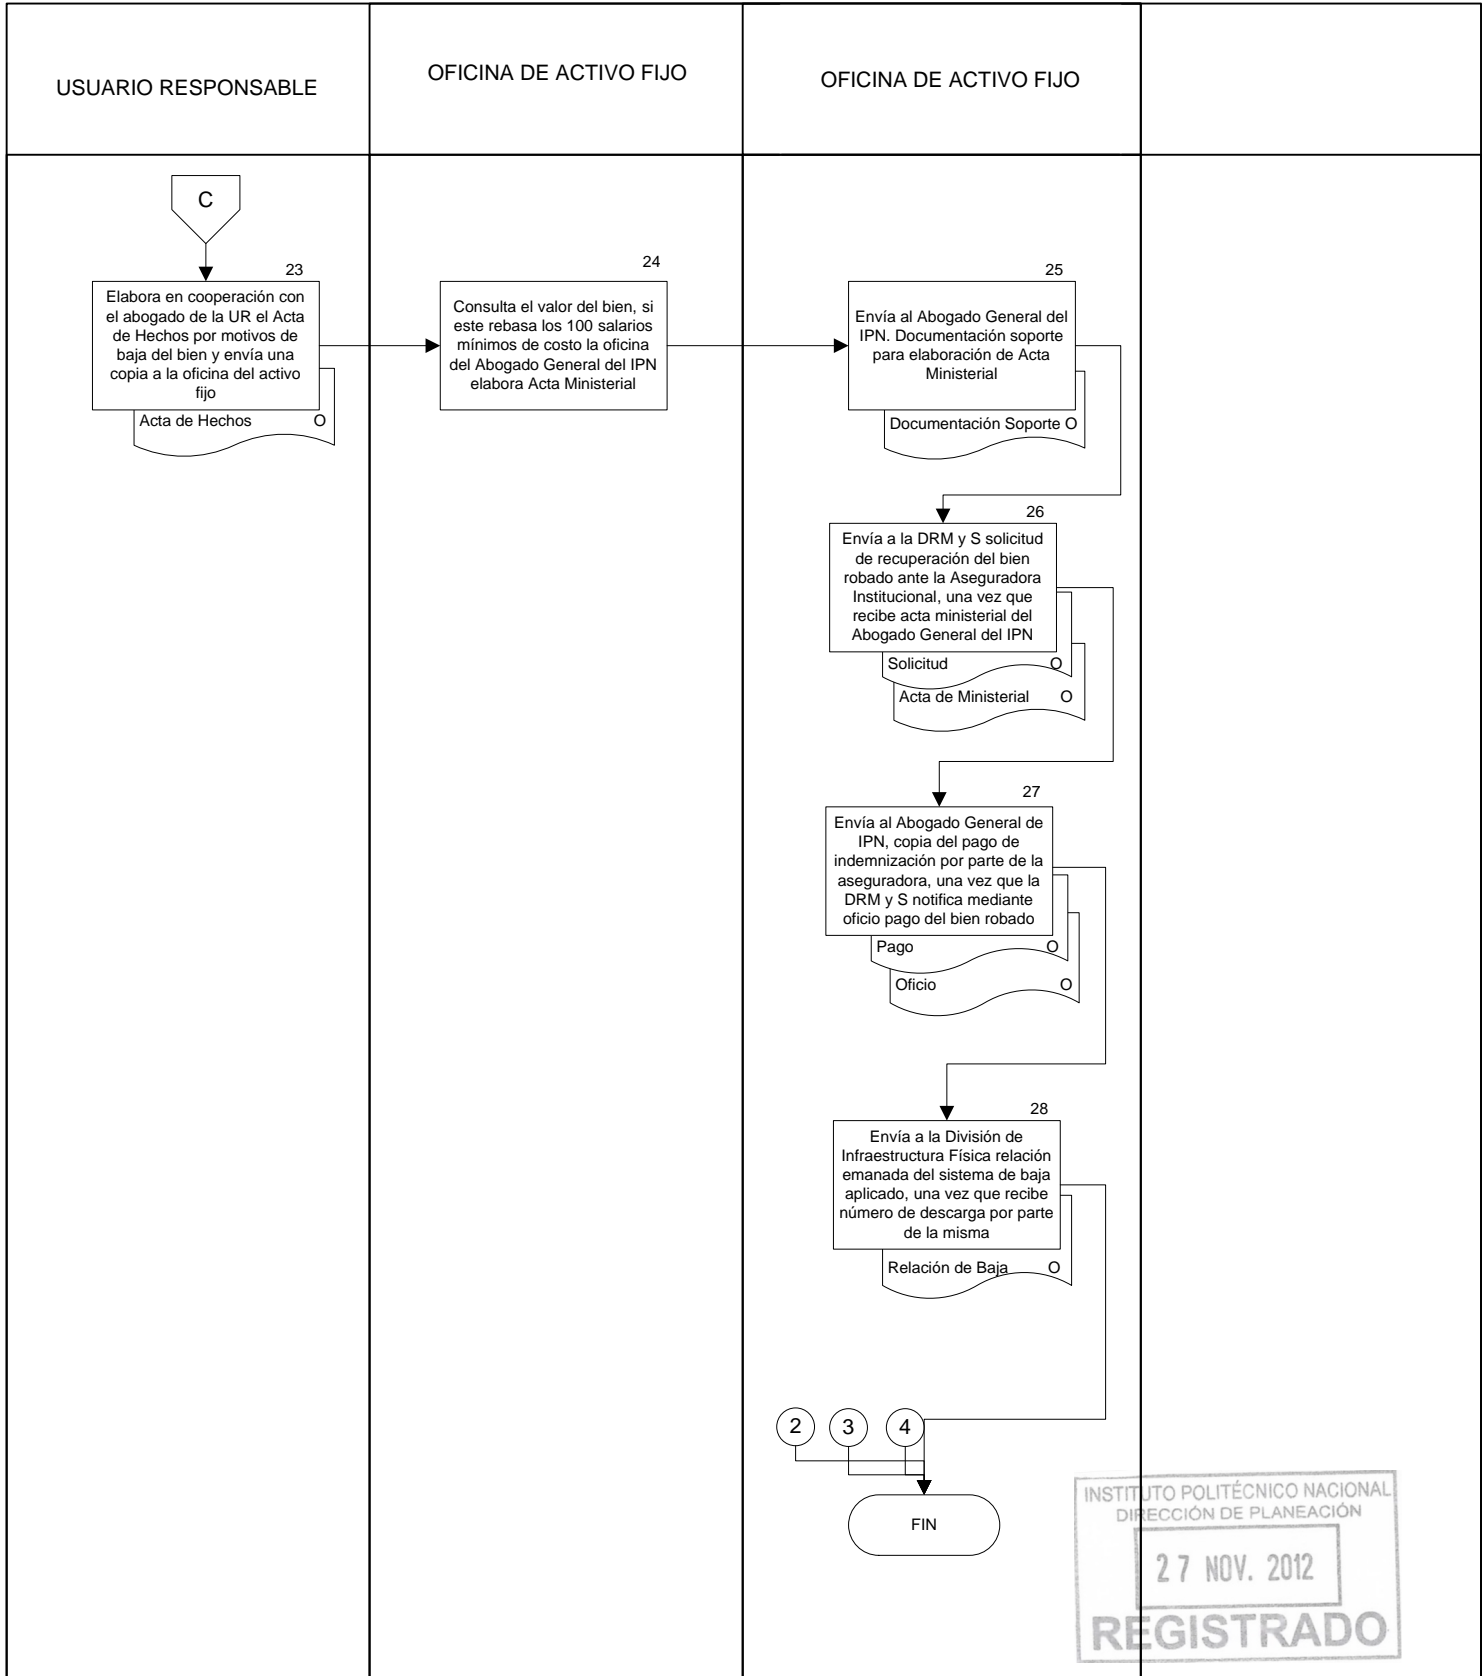 USUARIO RESPONSABLE
OFICINA DE ACTIVO FIJO
OFICINA DE ACTIVO FIJO
C
23
Elabora en cooperación con
el abogado de la UR el Acta
de Hechos por motivos de
baja del bien y envía una
copia a la oficina del activo
fijo
Acta de Hechos O
24
Consulta el valor del bien, si
este rebasa los 100 salarios
mínimos de costo la oficina
del Abogado General del IPN
elabora Acta Ministerial
25
Envía al Abogado General del
IPN. Documentación soporte
para elaboración de Acta
Ministerial
Documentación Soporte O
26
Envía a la DRM y S solicitud
de recuperación del bien
robado ante la Aseguradora
Institucional, una vez que
recibe acta ministerial del
Abogado General del IPN
Solicitud O
Acta de Ministerial O
27
Envía al Abogado General de
IPN, copia del pago de
indemnización por parte de la
aseguradora, una vez que la
DRM y S notifica mediante
oficio pago del bien robado
Pago O
Oficio O
28
Envía a la División de
Infraestructura Física relación
emanada del sistema de baja
aplicado, una vez que recibe
número de descarga por parte
de la misma
Relación de Baja O
2 3 4
FIN
INSTITUTO POLITÉCNICO NACIONAL
DIRECCIÓN DE PLANEACIÓN
27 NOV. 2012
REGISTRADO